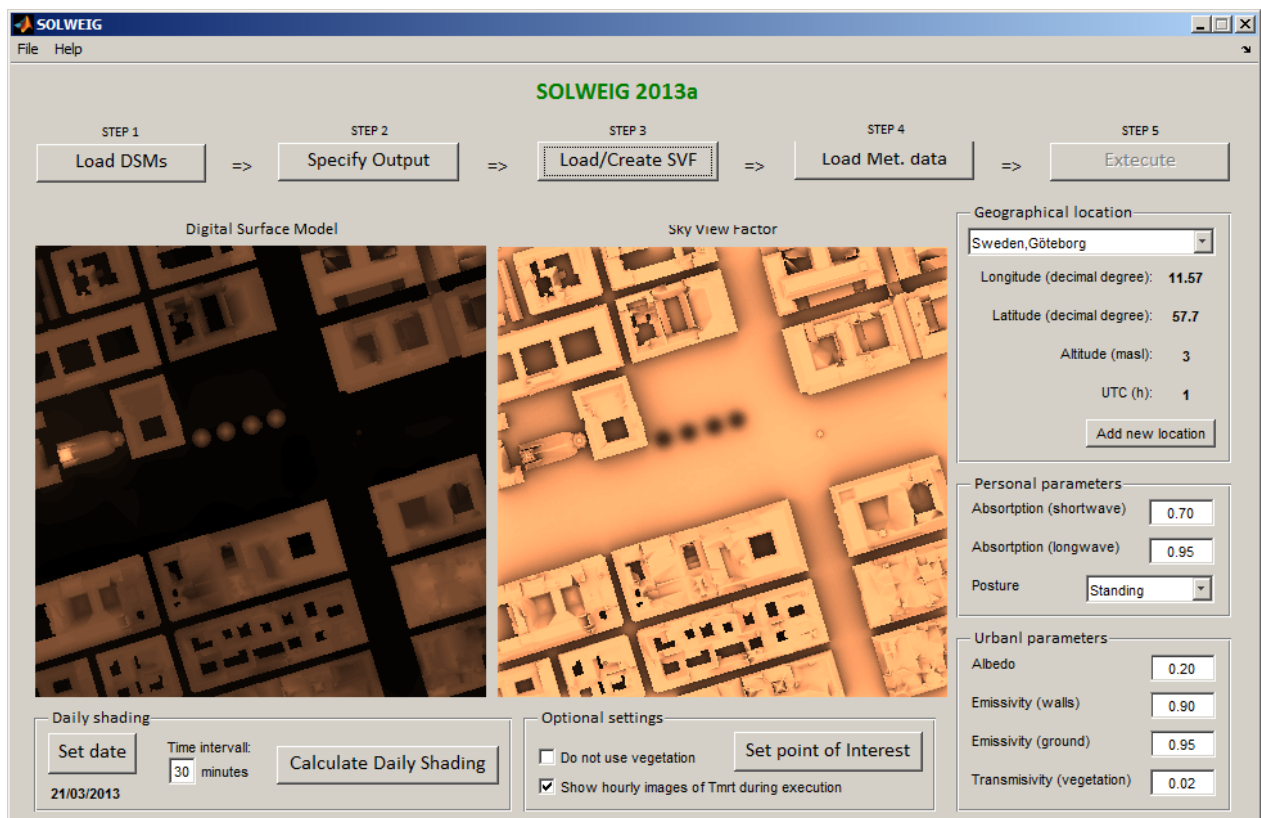 SOLWEIG
File Help
SOLWEIG 2013a
STEP 1 STEP 2 STEP 3 STEP 4 STEP 5
Load DSMs => Specify Output => Load/Create SVF => Load Met. data => Extecute
Digital Surface Model
Sky View Factor
Geographical location
Sweden,Göteborg
Longitude (decimal degree): 11.57
Latitude (decimal degree): 57.7
Altitude (masl): 3
UTC (h): 1
Add new location
Personal parameters
Absortption (shortwave) 0.70
Absortption (longwave) 0.95
Posture Standing
Urbanl parameters
Albedo 0.20
Emissivity (walls) 0.90
Emissivity (ground) 0.95
Transmisivity (vegetation) 0.02
Daily shading
Set date
21/03/2013
Time intervall:
30 minutes
Calculate Daily Shading
Optional settings
Do not use vegetation
Set point of Interest
Show hourly images of Tmrt during execution